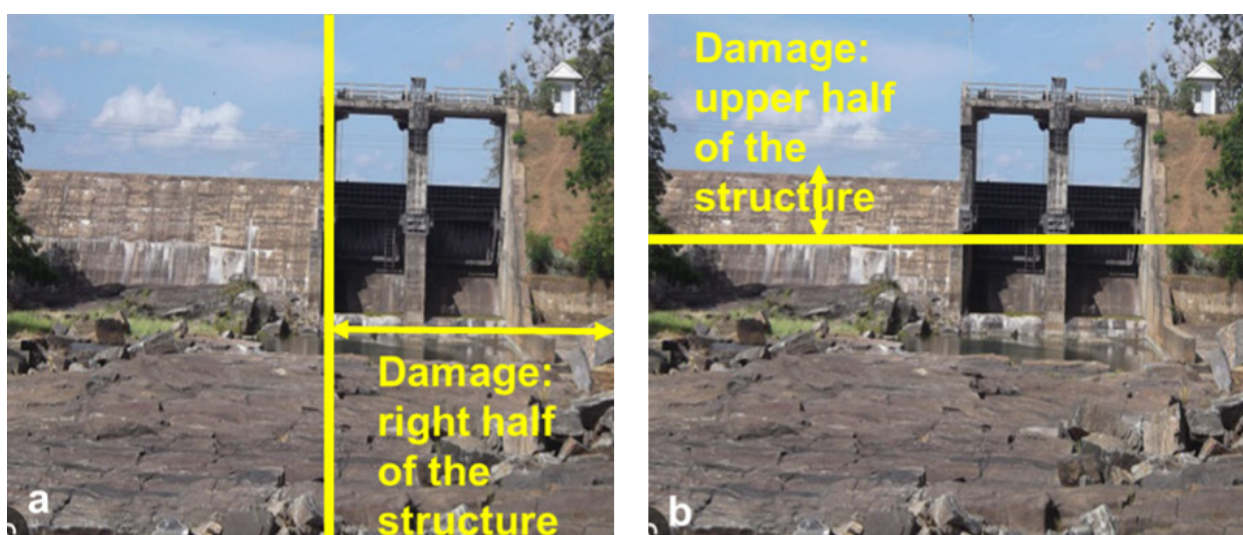 Damage:
right half
of the
structure
a
Damage:
upper half
of the
structure
b